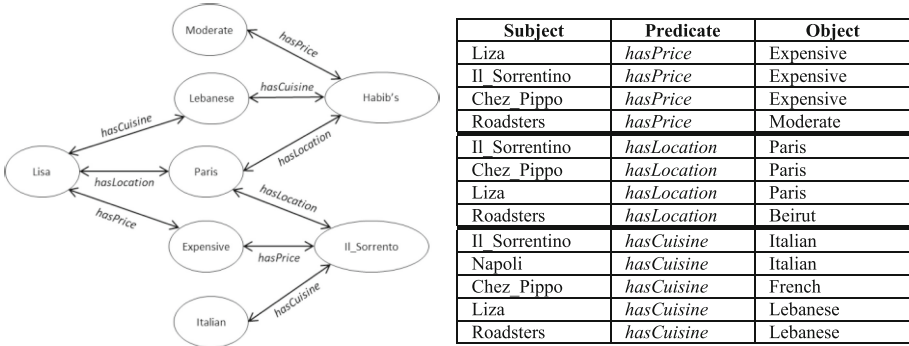 Moderate
hasPrice
Lebanese
hasCuisine
Habib's
hasCuisine
hasLocation
Lisa
hasLocation
Paris
hasLocation
hasPrice
Expensive
hasPrice
Il_Sorrento
hasCuisine
Italian
Subject Predicate Object
Liza hasPrice Expensive
Il_Sorrentino hasPrice Expensive
Chez_Pippo hasPrice Expensive
Roadsters hasPrice Moderate
Il_Sorrentino hasLocation Paris
Chez_Pippo hasLocation Paris
Liza hasLocation Paris
Roadsters hasLocation Beirut
Il_Sorrentino hasCuisine Italian
Napoli hasCuisine Italian
Chez_Pippo hasCuisine French
Liza hasCuisine Lebanese
Roadsters hasCuisine Lebanese